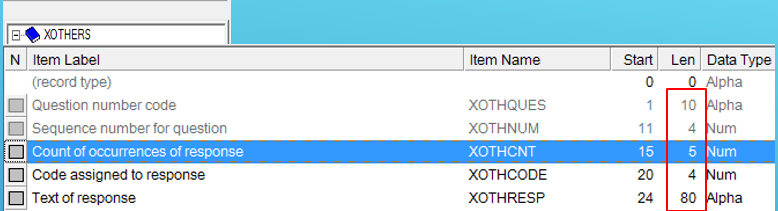 XOTHERS
N Item Label Item Name Start Len Data Type
(record type) 0 0 Alpha
Question number code XOTHQUES 1 10 Alpha
Sequence number for question XOTHNUM 11 4 Num
Count of occurrences of response XOTHCNT 15 5 Num
Code assigned to response XOTHCODE 20 4 Num
Text of response XOTHRESP 24 80 Alpha